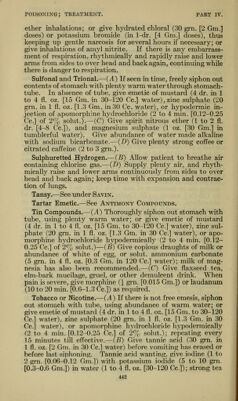 POISONING; TREATMENT. PART IV.
ether inhalations; or give hydrated chloral (30 grn. [2 Gm.]
doses) or potassium bromide (in 1-dr. [4 Gm.] doses), thus
keeping up gentle narcosis for several hours if necessary; or
give inhalations of amyl nitrite. If there is any embarrass-
ment of respiration, rhythmically and rapidly raise and lower
arms from sides to over head and back again, continuing while
there is danger to respiration.
Sulfonal and Trional.—(A) If seen in time, freely siphon out
contents of stomach with plenty warm water through stomach-
tube. In absence of tube, give emetic of mustard (4 dr. in 1
to 4 fl. oz. [15 Gm. in 30–120 Cc.] water), zinc sulphate (20
grn. in 1 fl. oz. [1.3 Gm. in 30 Cc. water), or hypodermic in-
jection of apomorphine hydrochloride (2 to 4 min. [0.12–0.25
Cc.] of 2% solut.).—(C) Give spirit nitrous ether (1 to 2 fl.
dr. [4–8 Cc.]), and magnesium sulphate (1 oz. [30 Gm.] in
tumblerful water). Give abundance of water made alkaline
with sodium bicarbonate.—(D) Give plenty strong coffee or
citrated caffeine (2 to 3 grn.).
Sulphuretted Hydrogen.—(B) Allow patient to breathe air
containing chlorine gas.—(D) Supply plenty air, and rhyth-
mically raise and lower arms continuously from sides to over
head and back again; keep time with expansion and contrac-
tion of lungs.
Tansy.—See under SAVIN.
Tartar Emetic.—See ANTIMONY COMPOUNDS.
Tin Compounds.—(A) Thoroughly siphon out stomach with
tube, using plenty warm water; or give emetic of mustard
(4 dr. in 1 to 4 fl. oz. [15 Gm. to 30–120 Cc.] water), zinc sul-
phate (20 grn. in 1 fl. oz. [1.3 Gm. in 30 Cc.] water), or apo-
morphine hydrochloride hypodermically (2 to 4 min. [0.12–
0.25 Cc.] of 2% solut.).—(B) Give copious draughts of milk or
abundance of white of egg, or solut. ammonium carbonate
(5 grn. in 4 fl. oz. [0.3 Gm. in 120 Cc.] water); milk of mag-
nesia has also been recommended.—(C) Give flaxseed tea,
elm-bark mucilage, gruel, or other demulcent drink. When
pain is severe, give morphine (¼ grn. [0.015 Gm.]) or laudanum
(10 to 20 min. [0.6–1.3 Cc.]) as required.
Tobacco or Nicotine.—(A) If there is not free emesis, siphon
out stomach with tube, using abundance of warm water; or
give emetic of mustard (4 dr. in 1 to 4 fl. oz. [15 Gm. to 30–120
Cc.] water), zinc sulphate (20 grn. in 1 fl. oz. [1.3 Gm. in 30
Cc.] water), or apomorphine hydrochloride hypodermically
(2 to 4 min. [0.12–0.25 Cc.] of 2% solut.); repeating every
15 minutes till effective.—(B) Give tannic acid (30 grn. in
1 fl. oz. [2 Gm. in 30 Cc.] water) before vomiting has ceased or
before last siphoning. Tannic acid wanting, give iodine (1 to
2 grn. [0.06–0.12 Gm.]) with potassium iodide (5 to 10 grn.
[0.3–0.6 Gm.]) in water (1 to 4 fl. oz. [30–120 Cc.]); strong tea
442